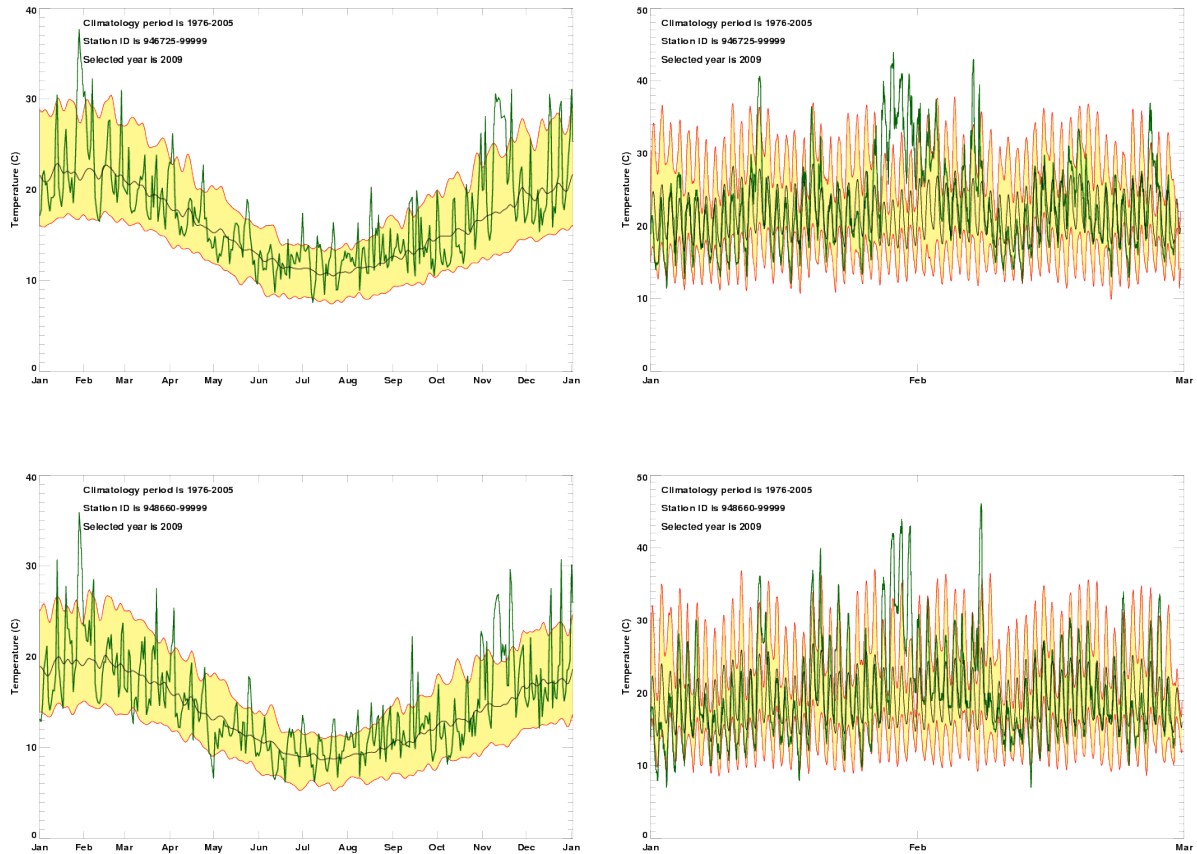 Climatology period is 1976-2005
Station ID is 946725-99999
Selected year is 2009
Temperature (C)
40
30
20
10
0
Jan Feb Mar Apr May Jun Jul Aug Sep Oct Nov Dec Jan
Climatology period is 1976-2005
Station ID is 946725-99999
Selected year is 2009
Temperature (C)
50
40
30
20
10
0
Jan Feb Mar
Climatology period is 1976-2005
Station ID is 948660-99999
Selected year is 2009
Temperature (C)
40
30
20
10
0
Jan Feb Mar Apr May Jun Jul Aug Sep Oct Nov Dec Jan
Climatology period is 1976-2005
Station ID is 948660-99999
Selected year is 2009
Temperature (C)
50
40
30
20
10
0
Jan Feb Mar